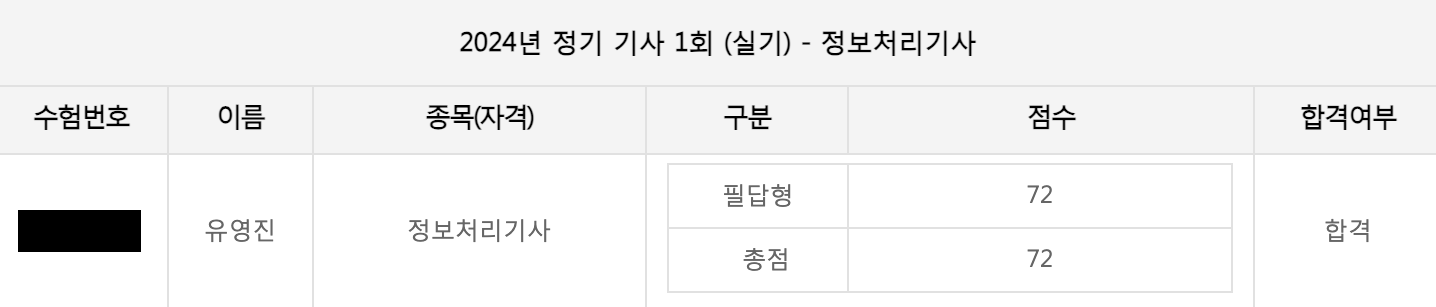 2024년 정기 기사 1회 (실기) - 정보처리기사
수험번호 이름 종목(자격) 구분 점수 합격여부
필답형 72
유영진 정보처리기사 합격
총점 72